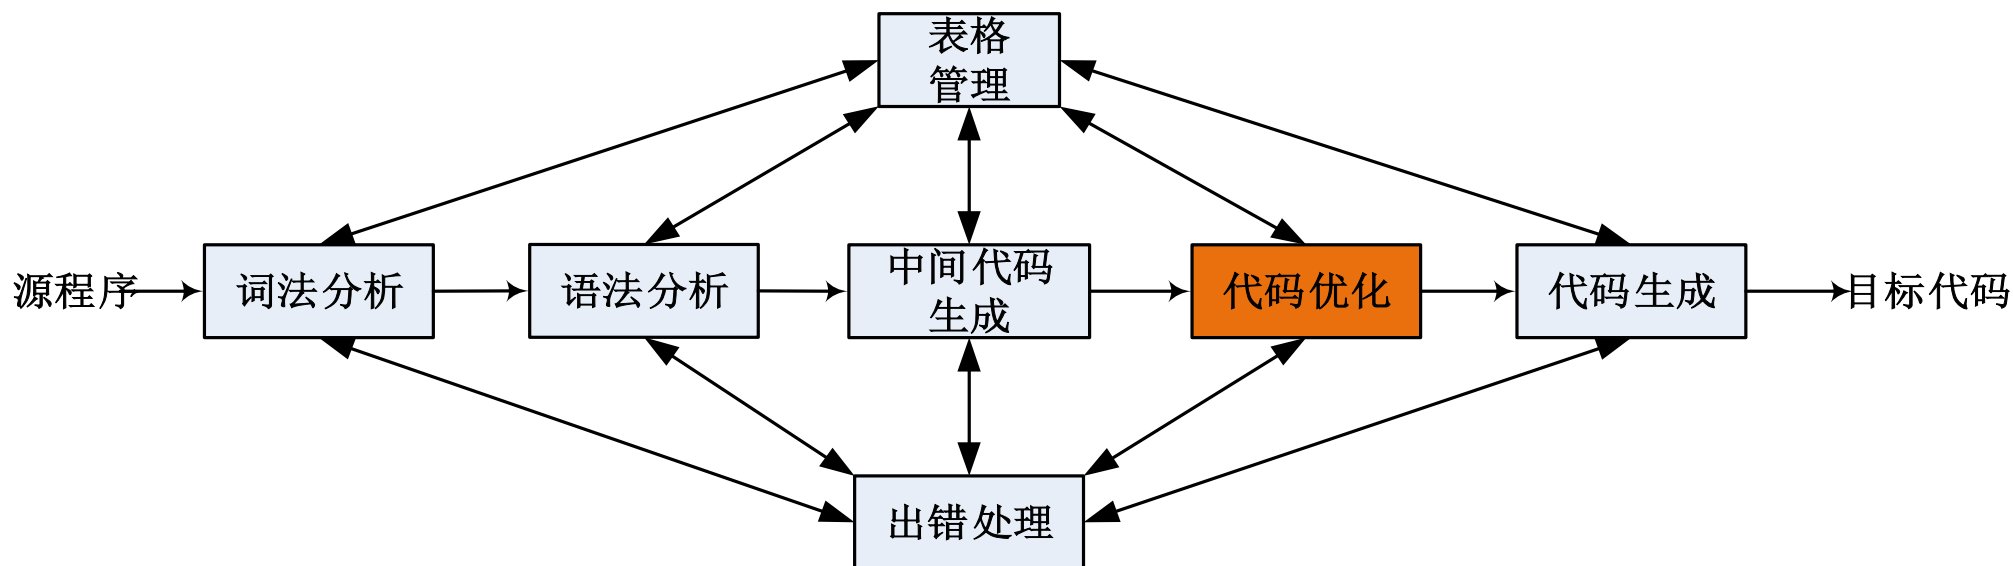 表格
管理
源程序
词法分析
语法分析
中间代码
生成
代码优化
代码生成
目标代码
出错处理